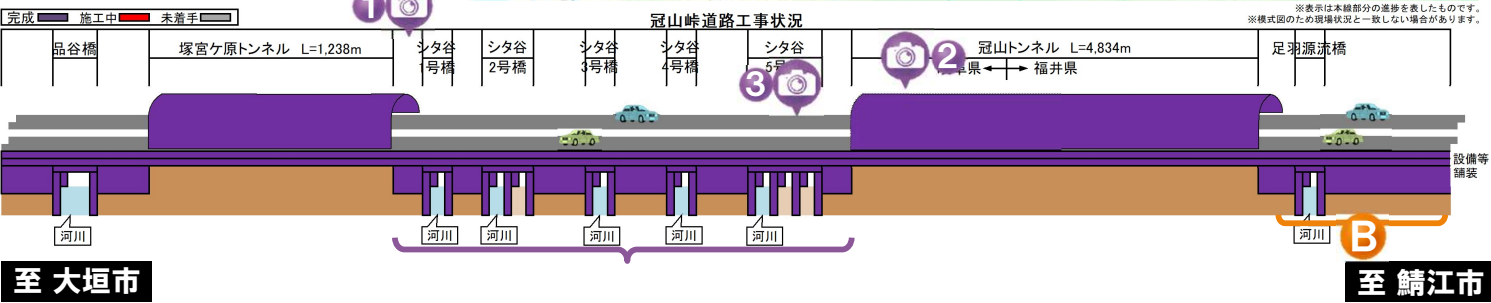 完成 施工中 未着手
冠山峠道路工事状況
※表示は本線部分の進捗を表したものです。
※模式図のため現場状況と一致しない場合があります。
1
品谷橋
塚宮ケ原トンネル L=1,238m
シタ谷
1号橋
シタ谷
2号橋
シタ谷
3号橋
シタ谷
4号橋
シタ谷
5号
3
2
冠山トンネル L=4,834m
阜県 福井県
足羽源流橋
設備等
舗装
河川
河川
河川
河川
河川
河川
河川
B
至 大垣市
至 鯖江市